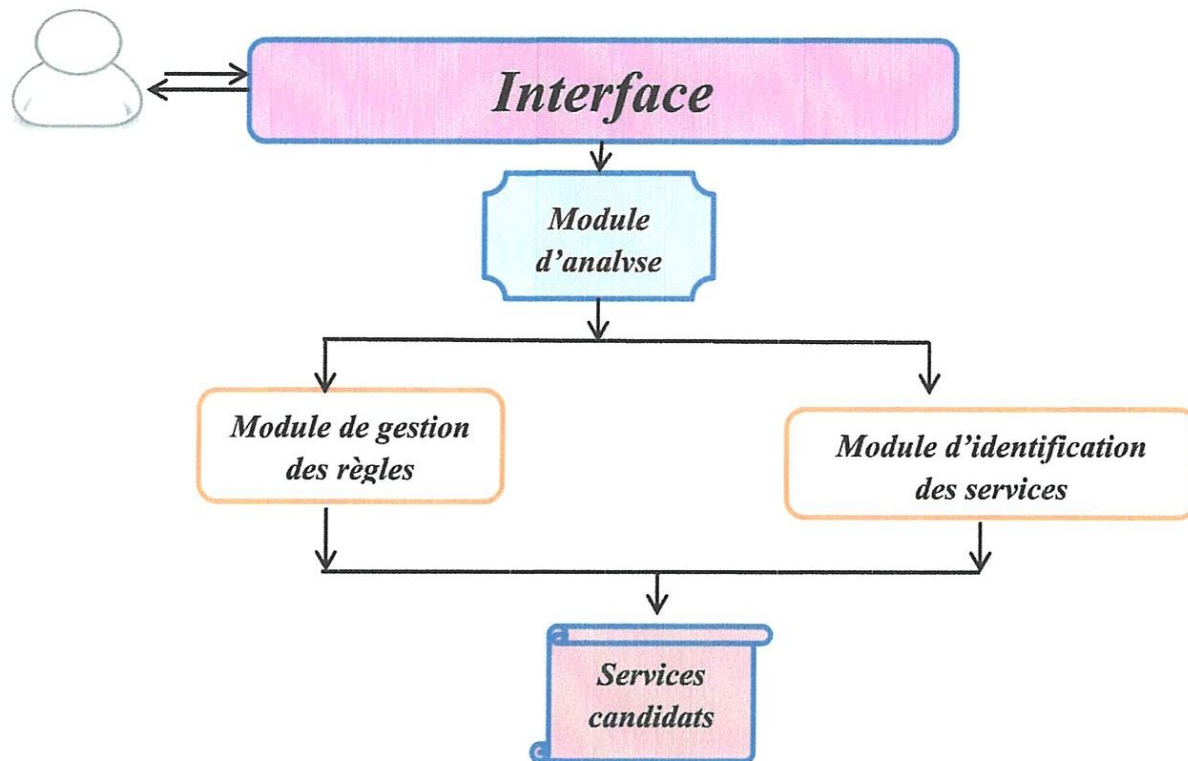 Interface
Module
d’analyse
Module de gestion
des règles
Module d’identification
des services
Services
candidats